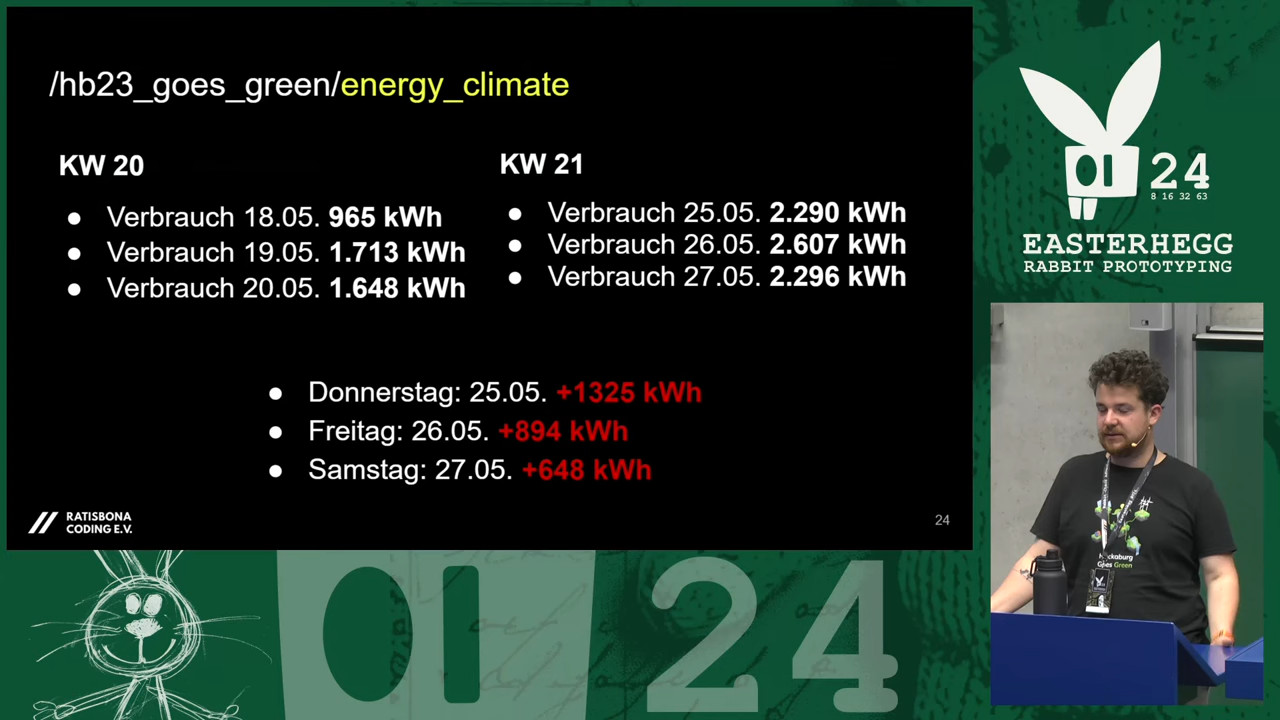 /hb23_goes_green/energy_climate
KW 20
● Verbrauch 18.05. 965 kWh
● Verbrauch 19.05. 1.713 kWh
● Verbrauch 20.05. 1.648 kWh
KW 21
● Verbrauch 25.05. 2.290 kWh
● Verbrauch 26.05. 2.607 kWh
● Verbrauch 27.05. 2.296 kWh
● Donnerstag: 25.05. +1325 kWh
● Freitag: 26.05. +894 kWh
● Samstag: 27.05. +648 kWh
RATISBONA
CODING E.V.
24
24
8 16 32 63
EASTERHEGG
RABBIT PROTOTYPING
Hackaburg
Goes Green
24